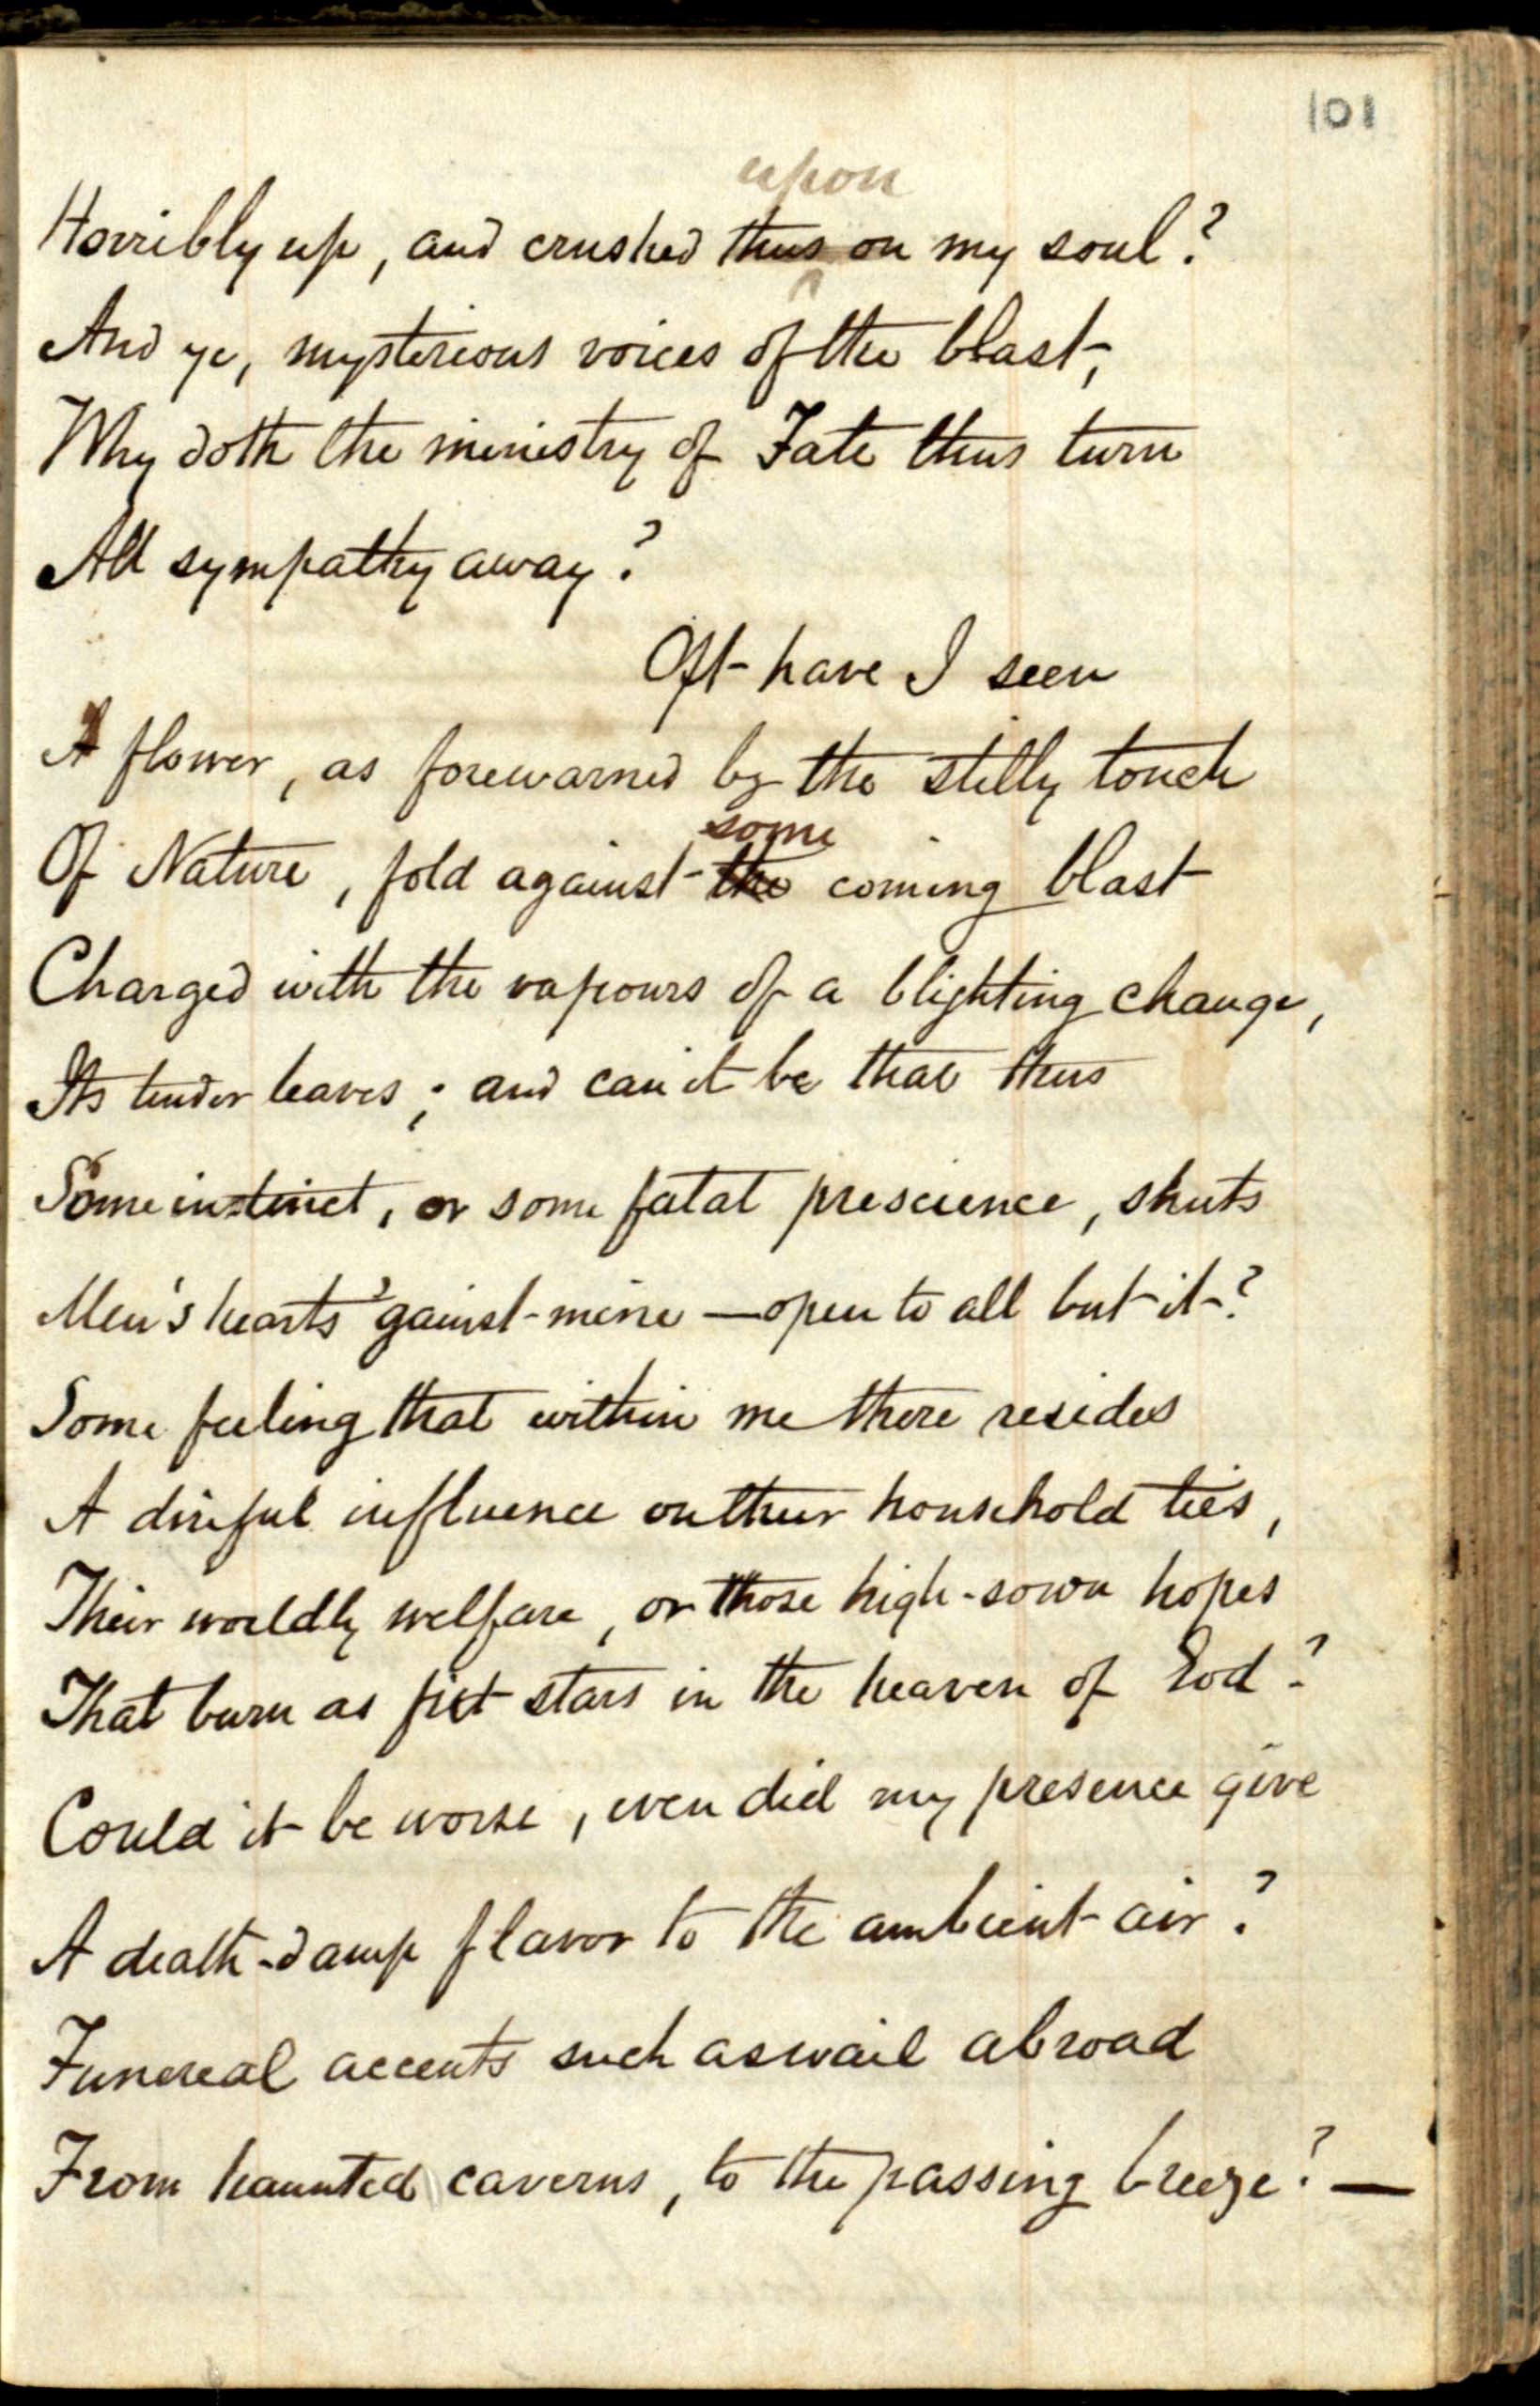 101
upon
Horribly up, and crushed thus on my soul?
And ye, mysterious voices of the blast,
Why doth the ministry of Fate thus turn
All sympathy away?
Oft have I seen
A flower, as forewarned by the stilly touch
some
Of Nature, fold against the coming blast
Charged with the vapours of a blighting change,
Its tender leaves; and can it be that thus
Some instinct, or some fatal prescience, shuts
Men's hearts 'gainst mine — open to all but it?
Some feeling that within me there resides
A direful influence on their household ties,
Their worldly welfare, or those high-sown hopes
That burn as fixt stars in the heaven of God?
Could it be worse, even did my presence give
A death-damp flavor to the ambient air?
Funereal accents such as wail abroad
From haunted caverns, to the passing breeze? —